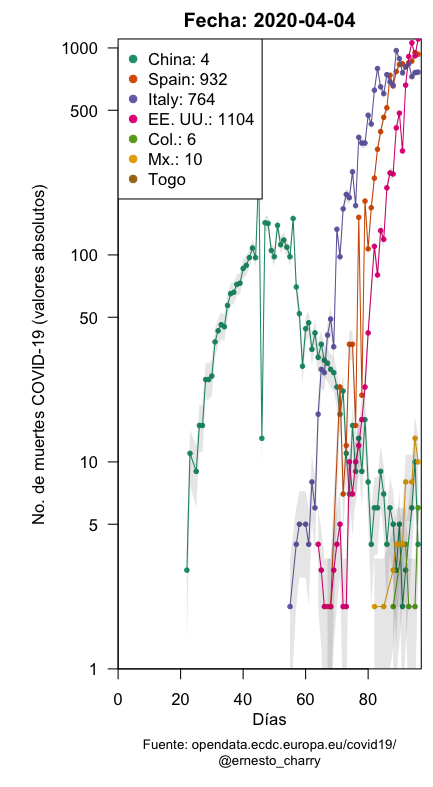 Fecha: 2020-04-04
China: 4
Spain: 932
Italy: 764
EE. UU.: 1104
Col.: 6
Mx.: 10
Togo
No. de muertes COVID-19 (valores absolutos)
1000
500
100
50
10
5
1
0 20 40 60 80
Días
Fuente: opendata.ecdc.europa.eu/covid19/
@ernesto_charry